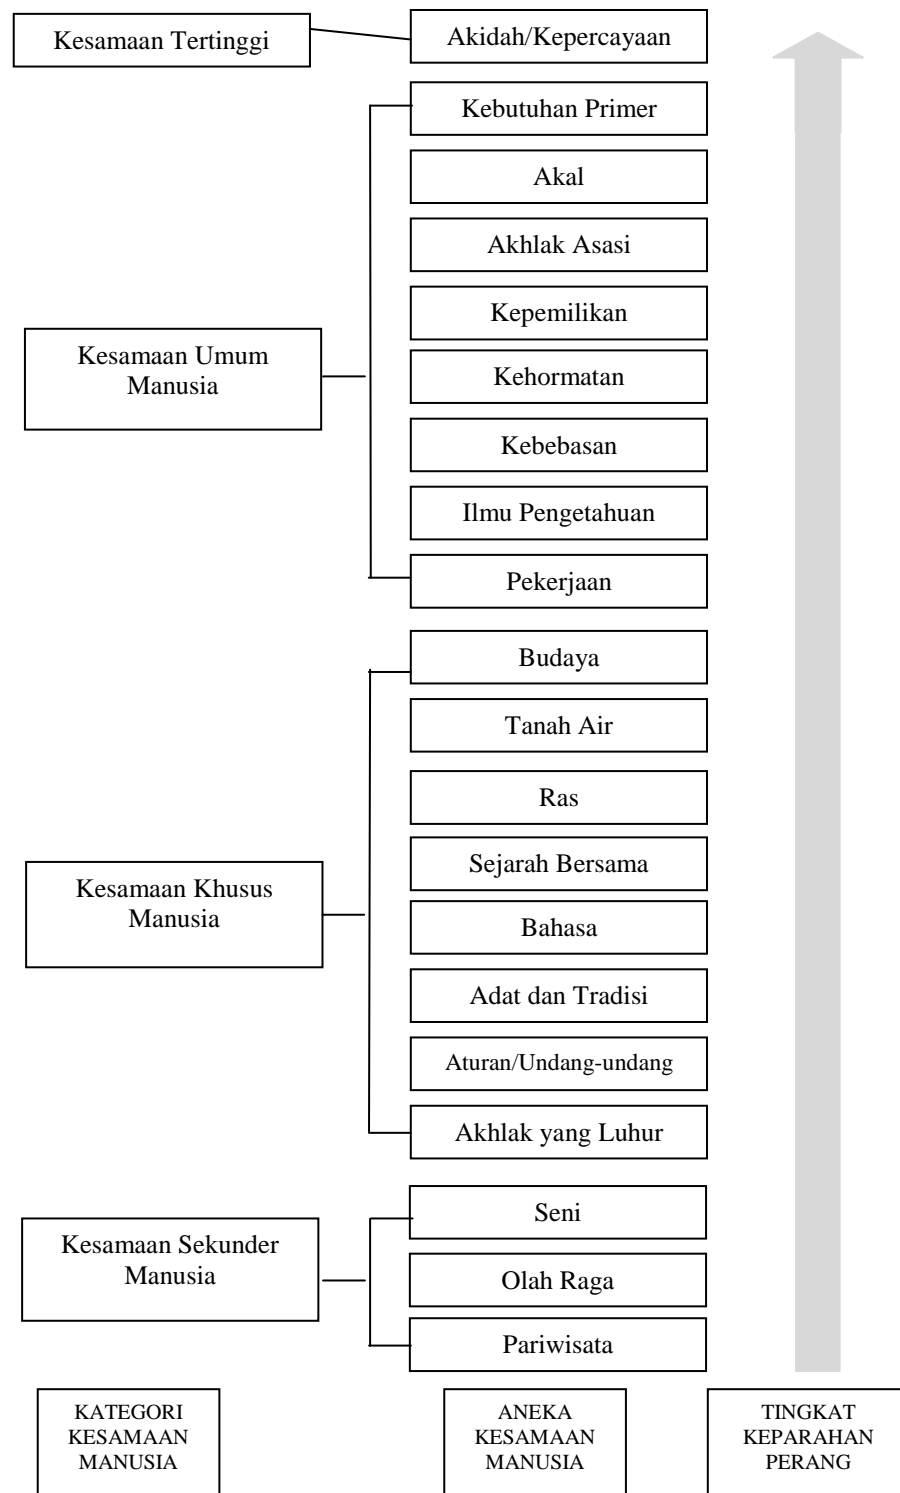 Kesamaan Tertinggi
Akidah/Kepercayaan
Kebutuhan Primer
Akal
Akhlak Asasi
Kepemilikan
Kesamaan Umum
Manusia
Kehormatan
Kebebasan
Ilmu Pengetahuan
Pekerjaan
Budaya
Tanah Air
Ras
Sejarah Bersama
Kesamaan Khusus
Manusia
Bahasa
Adat dan Tradisi
Aturan/Undang-undang
Akhlak yang Luhur
Seni
Kesamaan Sekunder
Manusia
Olah Raga
Pariwisata
KATEGORI
KESAMAAN
MANUSIA
ANEKA
KESAMAAN
MANUSIA
TINGKAT
KEPARAHAN
PERANG